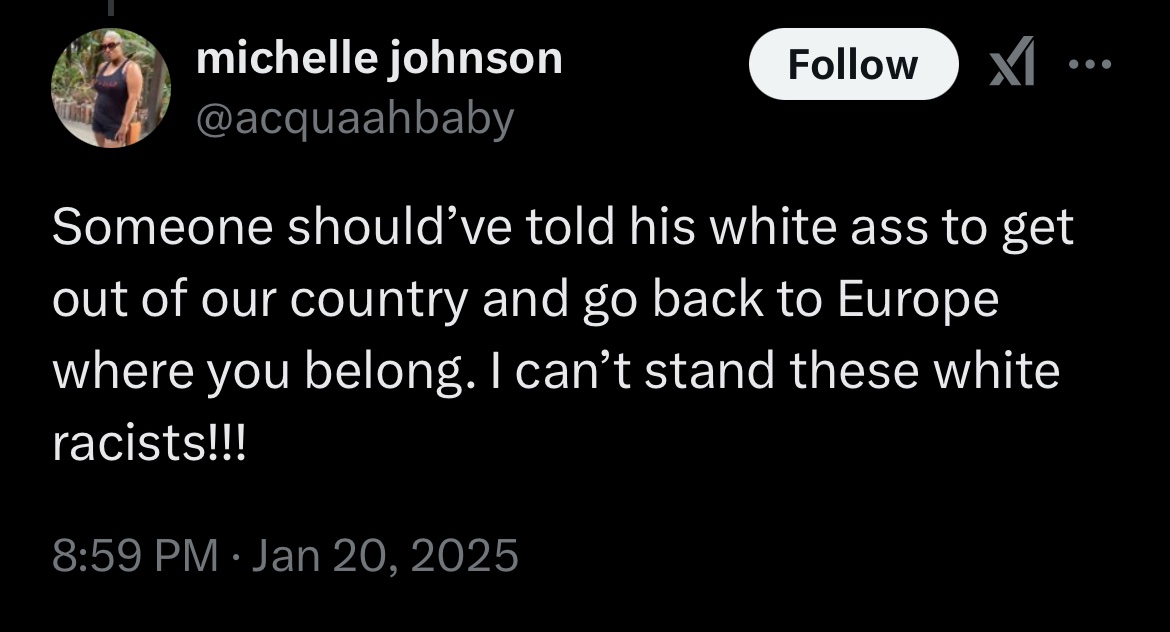 michelle johnson
Follow
@acquaahbaby
Someone should’ve told his white ass to get
out of our country and go back to Europe
where you belong. I can’t stand these white
racists!!!
8:59 PM · Jan 20, 2025